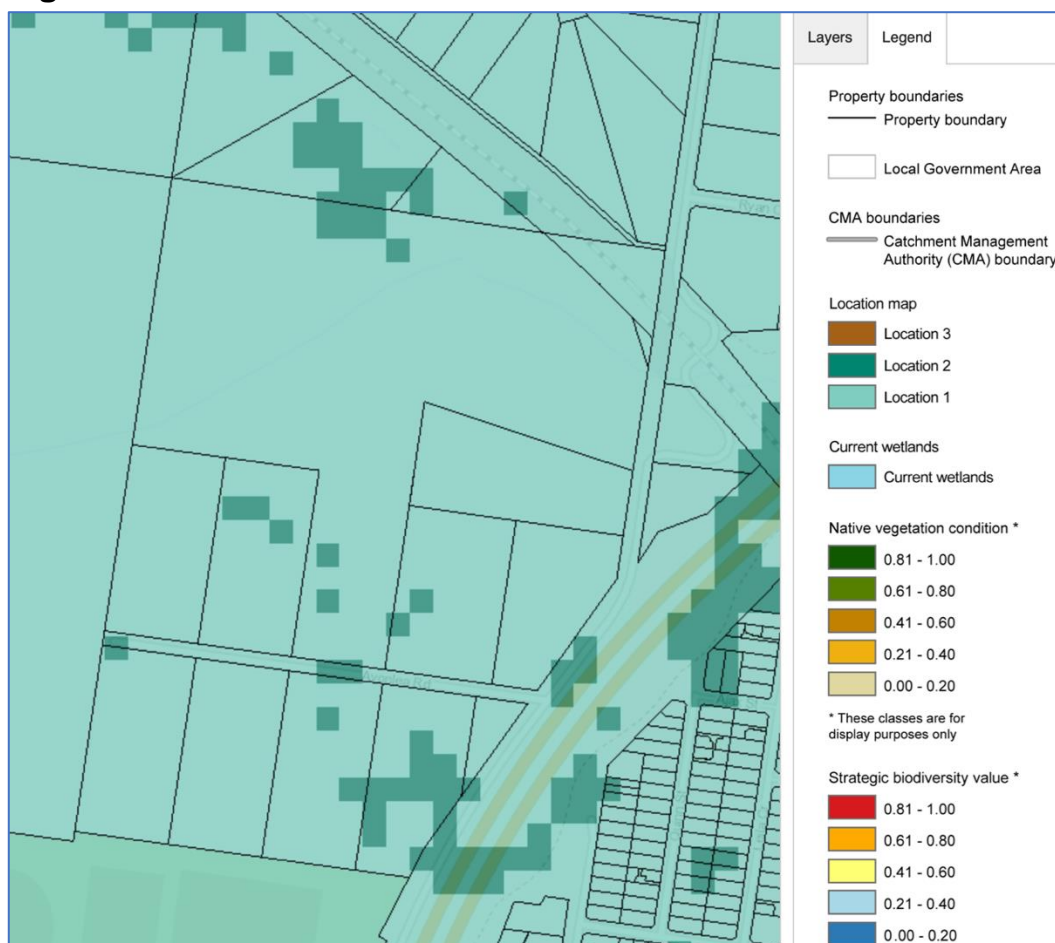 Layers Legend
Property boundaries
Property boundary
Local Government Area
CMA boundaries
Catchment Management
Authority (CMA) boundary
Location map
Location 3
Location 2
Location 1
Current wetlands
Current wetlands
Native vegetation condition *
0.81 - 1.00
0.61 - 0.80
0.41 - 0.60
0.21 - 0.40
0.00 - 0.20
* These classes are for
display purposes only
Strategic biodiversity value *
0.81 - 1.00
0.61 - 0.80
0.41 - 0.60
0.21 - 0.40
0.00 - 0.20
Ryan
Rd